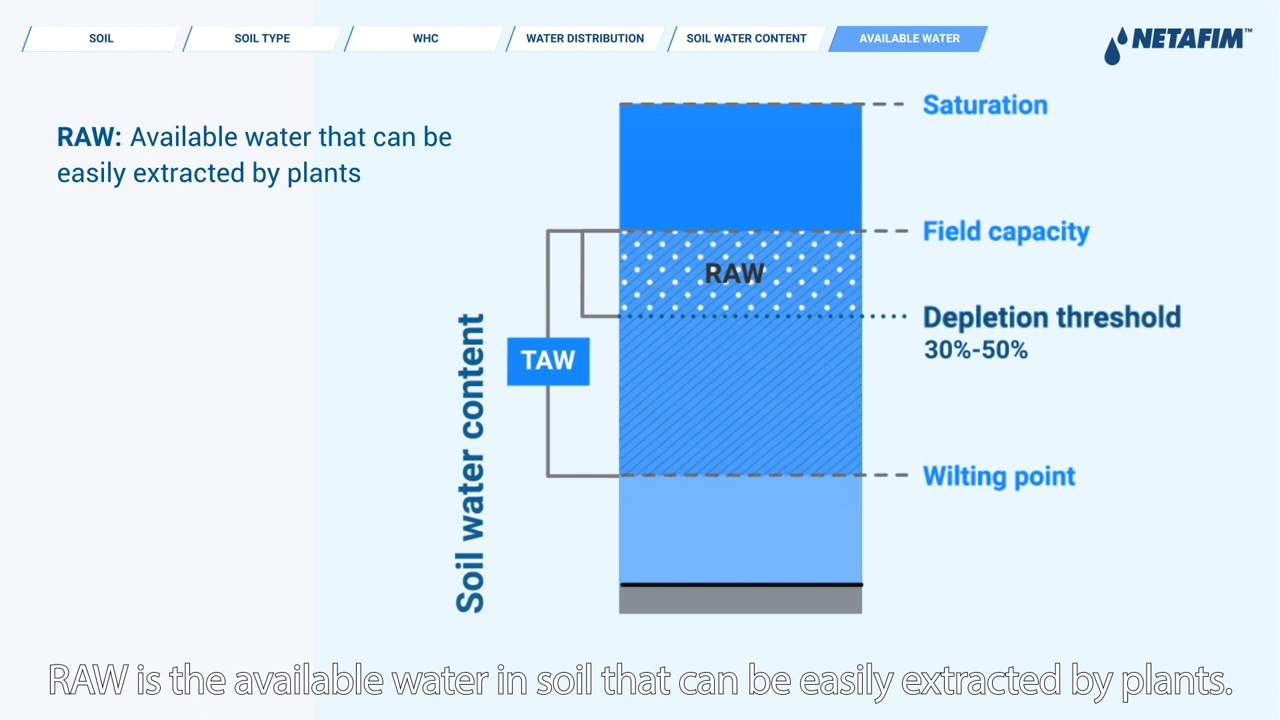 SOIL
SOIL TYPE
WHC
WATER DISTRIBUTION
SOIL WATER CONTENT
AVAILABLE WATER
NETAFIM™
RAW: Available water that can be
easily extracted by plants
Saturation
Field capacity
RAW
Depletion threshold
30%-50%
TAW
Wilting point
Soil water content
RAW is the available water in soil that can be easily extracted by plants.